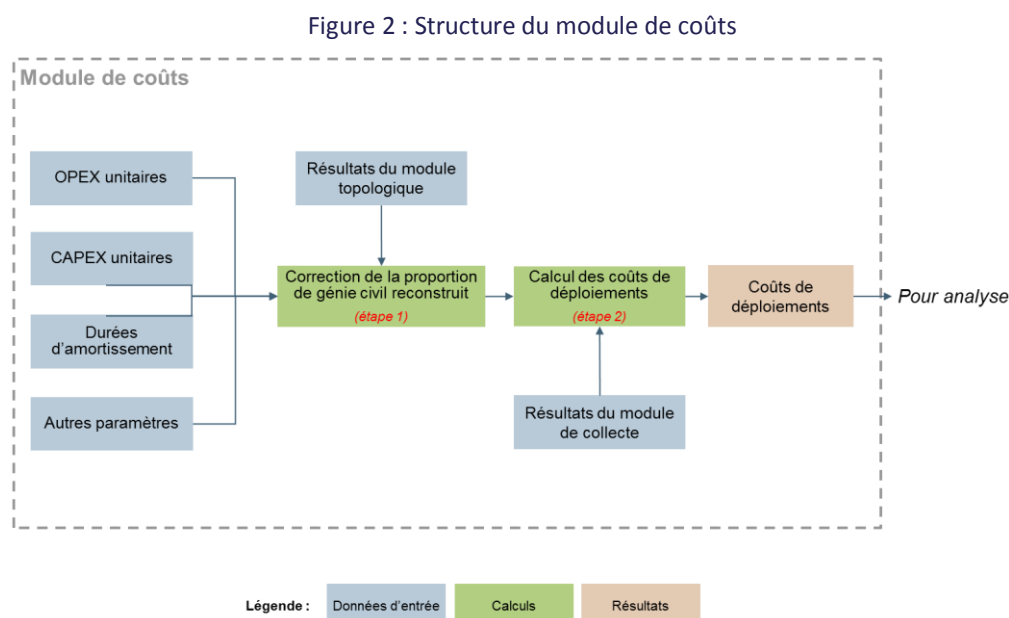 Figure 2 : Structure du module de coûts
Module de coûts
OPEX unitaires
CAPEX unitaires
Durées
d'amortissement
Autres paramètres
Résultats du module
topologique
Correction de la proportion
de génie civil reconstruit
(étape 1)
Calcul des coûts de
déploiements
(étape 2)
Résultats du module
de collecte
Coûts de
déploiements
Pour analyse
Légende :
Données d'entrée
Calculs
Résultats